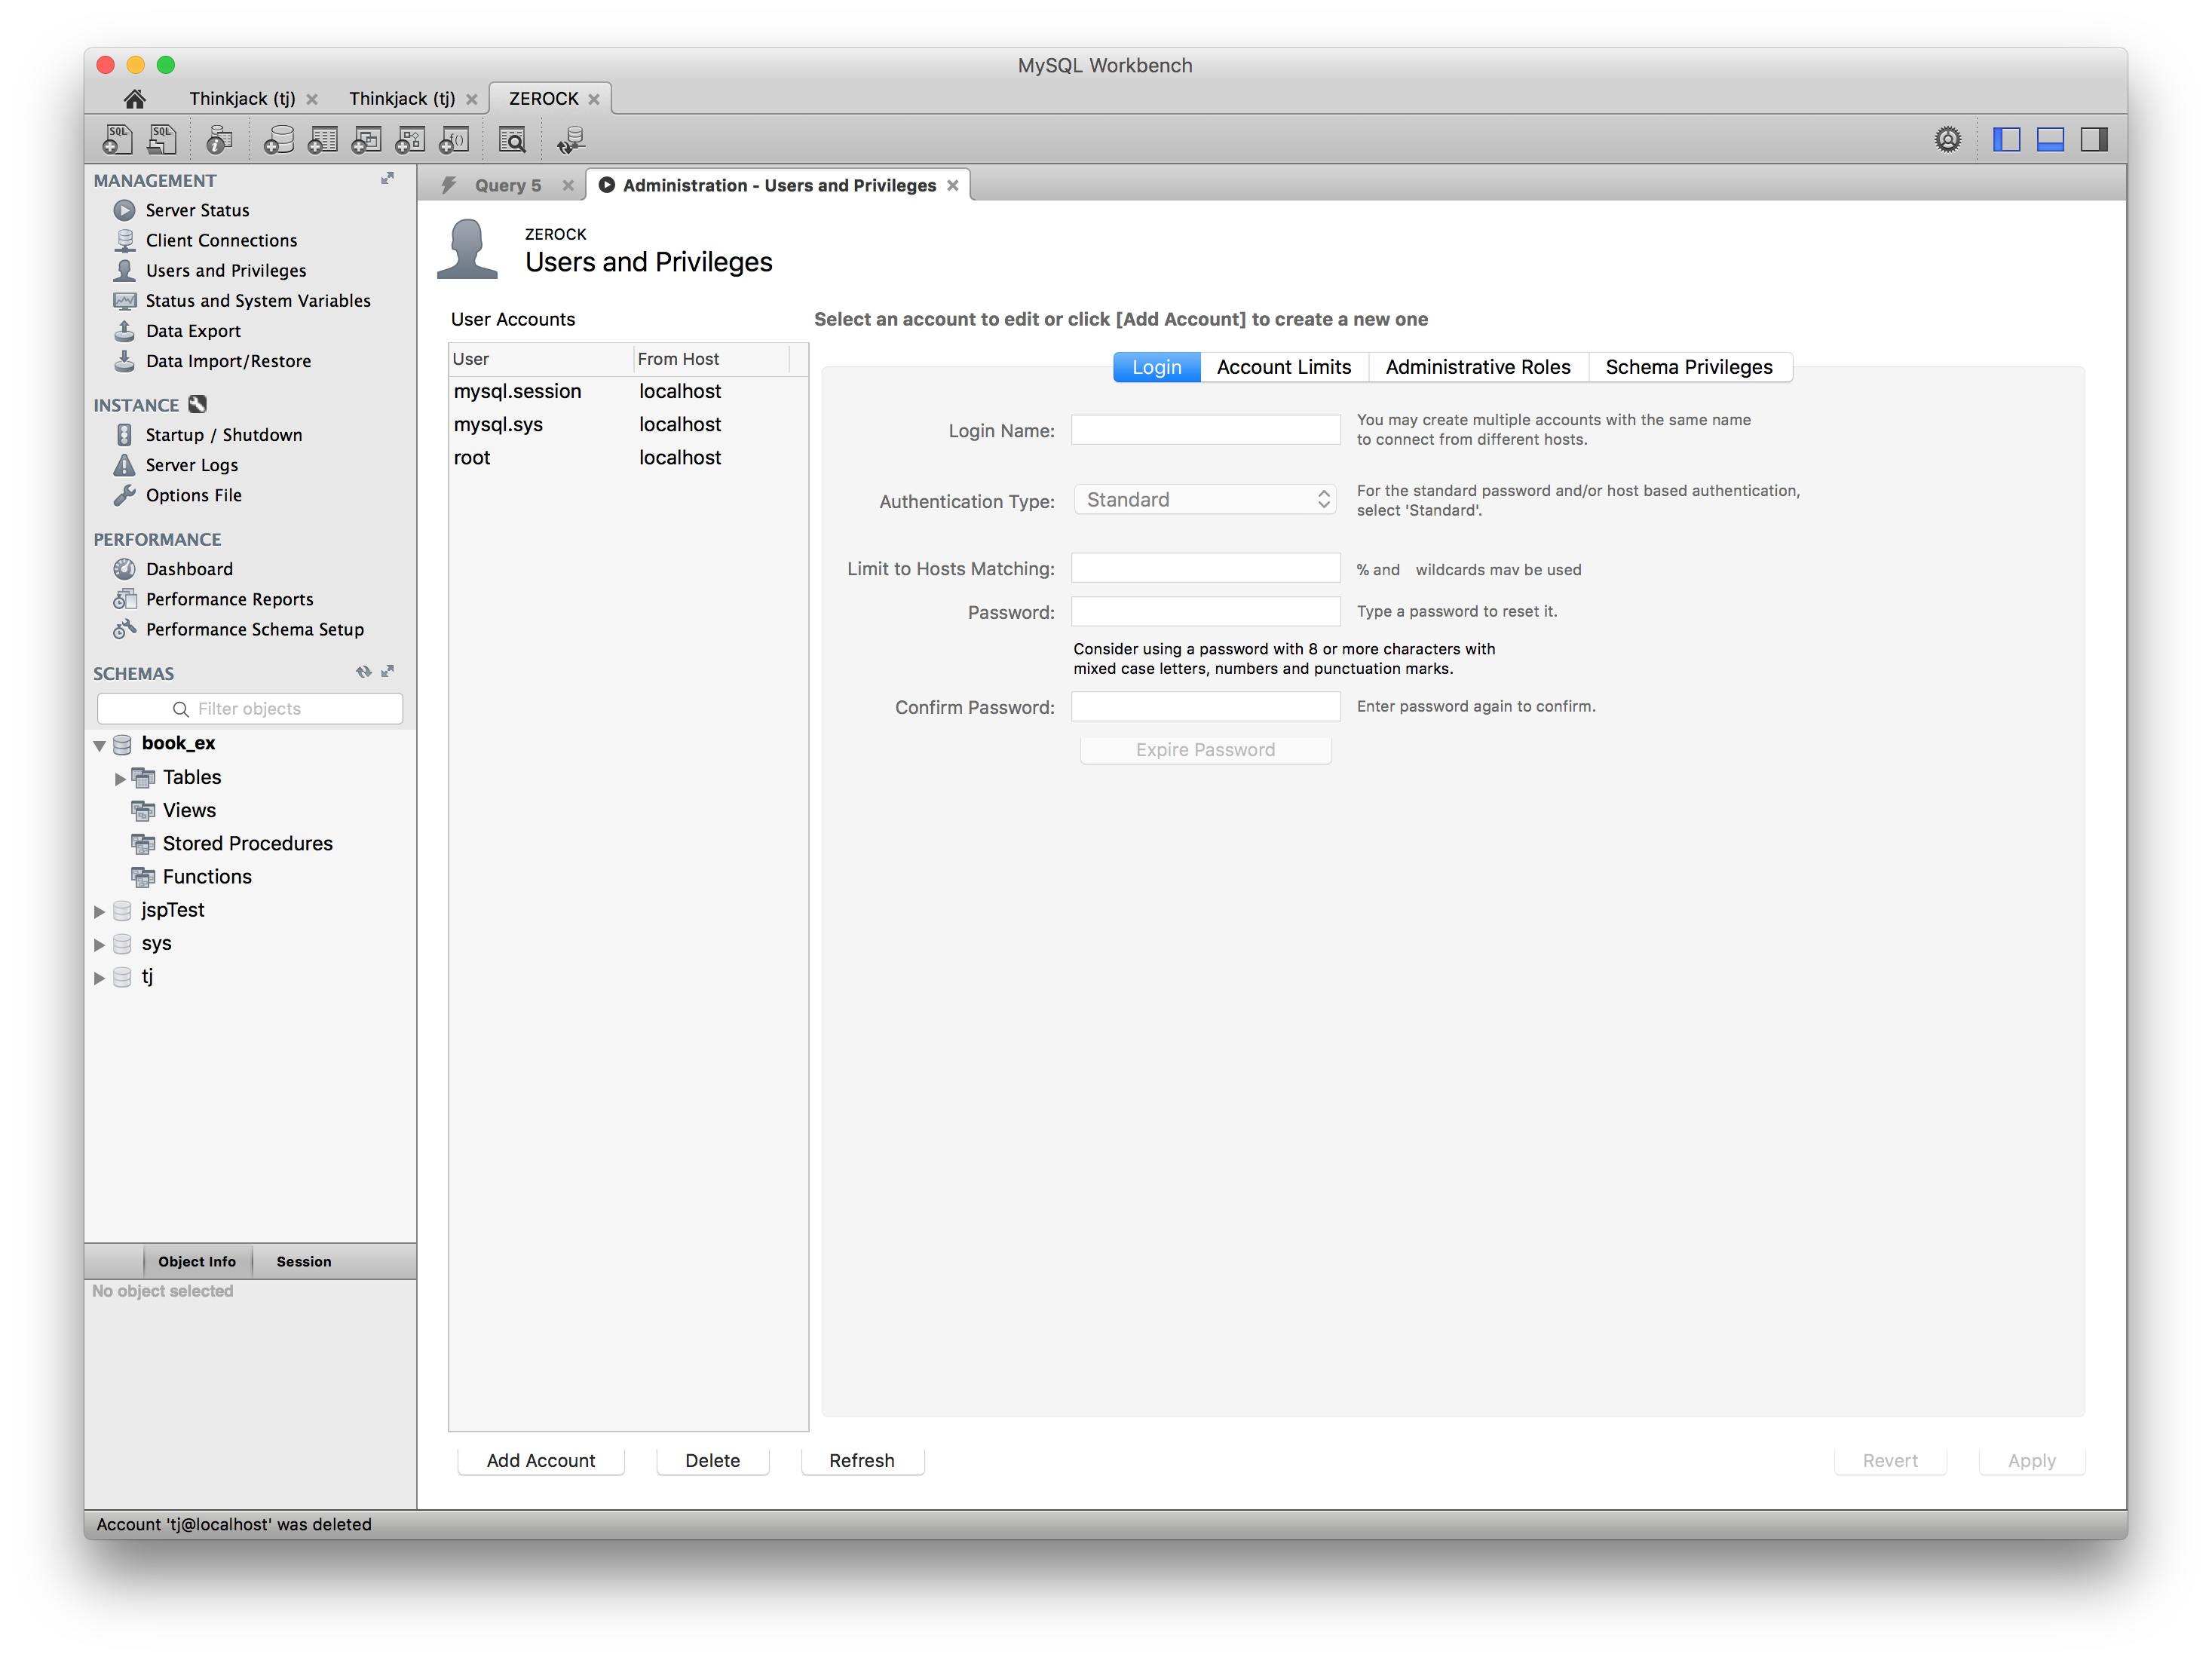 MySQL Workbench
Thinkjack (tj)
Thinkjack (tj)
ZEROCK
SQL
SQL
MANAGEMENT
Server Status
Client Connections
Users and Privileges
Status and System Variables
Data Export
Data Import/Restore
INSTANCE
Startup / Shutdown
Server Logs
Options File
PERFORMANCE
Dashboard
Performance Reports
Performance Schema Setup
SCHEMAS
Filter objects
book_ex
Tables
Views
Stored Procedures
Functions
jspTest
sys
tj
Object Info
Session
No object selected
Query 5
Administration - Users and Privileges
ZEROCK
Users and Privileges
User Accounts
User From Host
mysql.session localhost
mysql.sys localhost
root localhost
Add Account
Delete
Refresh
Select an account to edit or click [Add Account] to create a new one
Login
Account Limits
Administrative Roles
Schema Privileges
Login Name:
You may create multiple accounts with the same name
to connect from different hosts.
Authentication Type:
Standard
For the standard password and/or host based authentication,
select 'Standard'.
Limit to Hosts Matching:
% and wildcards may be used
Password:
Type a password to reset it.
Consider using a password with 8 or more characters with
mixed case letters, numbers and punctuation marks.
Confirm Password:
Enter password again to confirm.
Expire Password
Revert
Apply
Account 'tj@localhost' was deleted